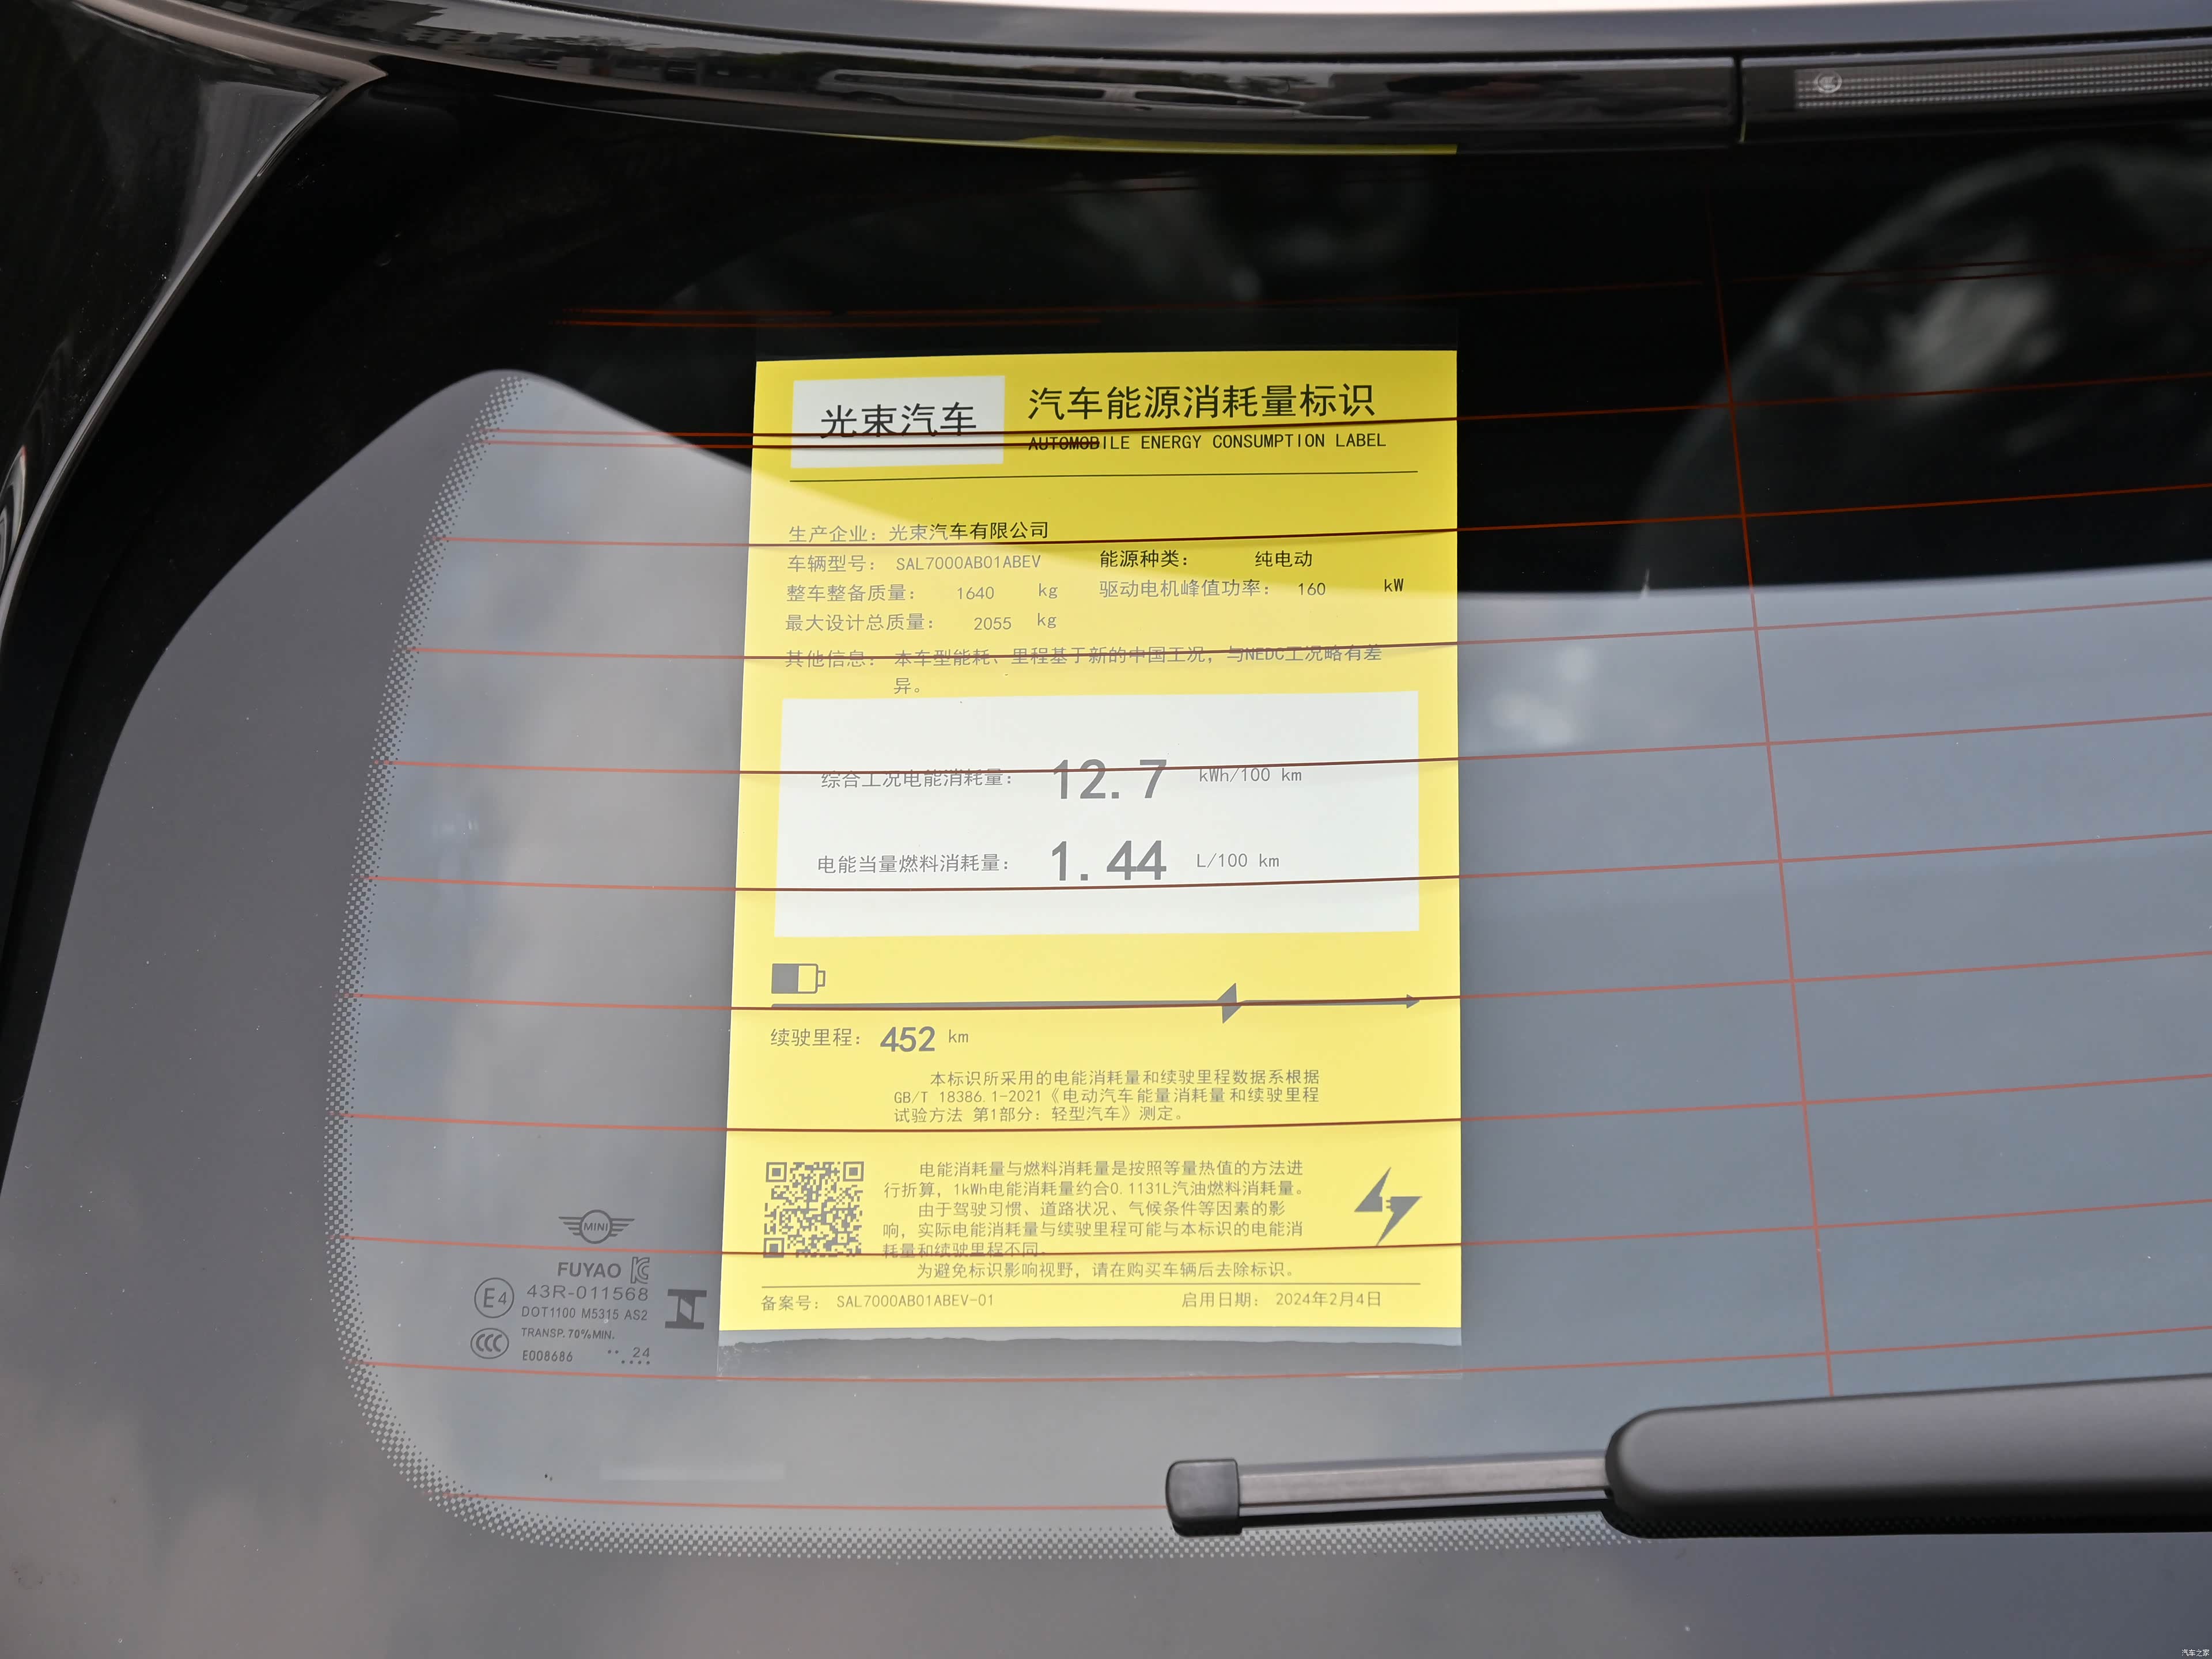 光束汽车
汽车能源消耗量标识
AUTOMOBILE ENERGY CONSUMPTION LABEL
生产企业：光束汽车有限公司
车辆型号： SAL7000AB01ABEV 能源种类： 纯电动
整车整备质量： 1640 kg 驱动电机峰值功率： 160 kW
最大设计总质量： 2055 kg
其他信息： 本车型能耗、里程基于新的中国工况，与NEDC工况略有差
异。
综合工况电能消耗量： 12.7 kWh/100 km
电能当量燃料消耗量： 1.44 L/100 km
续驶里程： 452 km
本标识所采用的电能消耗量和续驶里程数据系根据
GB/T 18386.1-2021《电动汽车能量消耗量和续驶里程
试验方法 第1部分：轻型汽车》测定。
电能消耗量与燃料消耗量是按照等量热值的方法进
行折算，1kWh电能消耗量约合0.1131L汽油燃料消耗量。
由于驾驶习惯、道路状况、气候条件等因素的影
响，实际电能消耗量与续驶里程可能与本标识的电能消
耗量和续驶里程不同。
为避免标识影响视野，请在购买车辆后去除标识。
备案号： SAL7000AB01ABEV-01 启用日期： 2024年2月4日
MINI
FUYAO
E4 43R-011568
DOT1100 M5315 AS2
TRANSP.70%MIN.
CCC E008686 .. 24 ....
汽车之家